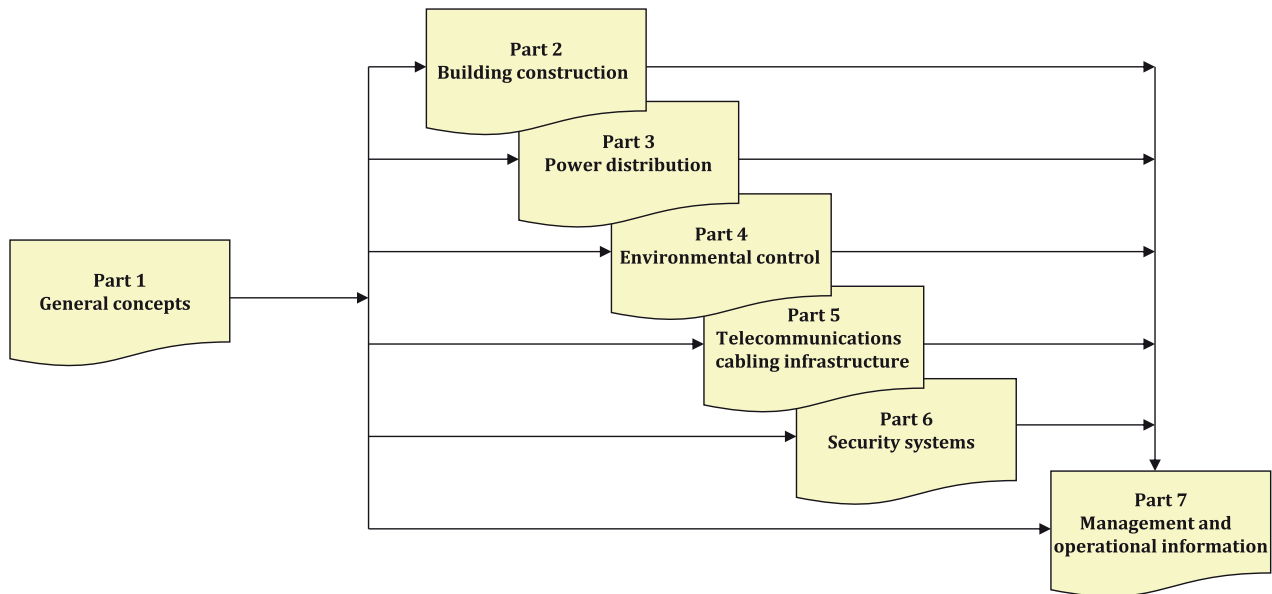 Part 2
Building construction
Part 3
Power distribution
Part 4
Environmental control
Part 1
General concepts
Part 5
Telecommunications
cabling infrastructure
Part 6
Security systems
Part 7
Management and
operational information